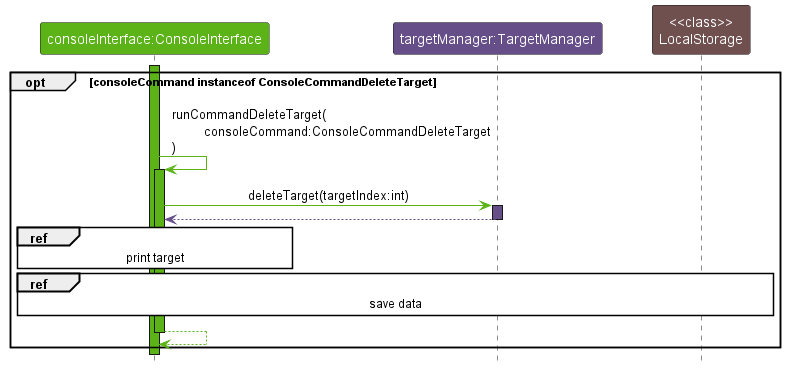 consoleInterface:ConsoleInterface
targetManager:TargetManager
<<class>>
LocalStorage
opt
[consoleCommand instanceof ConsoleCommandDeleteTarget]
runCommandDeleteTarget(
consoleCommand:ConsoleCommandDeleteTarget
)
deleteTarget(targetIndex:int)
ref
print target
ref
save data